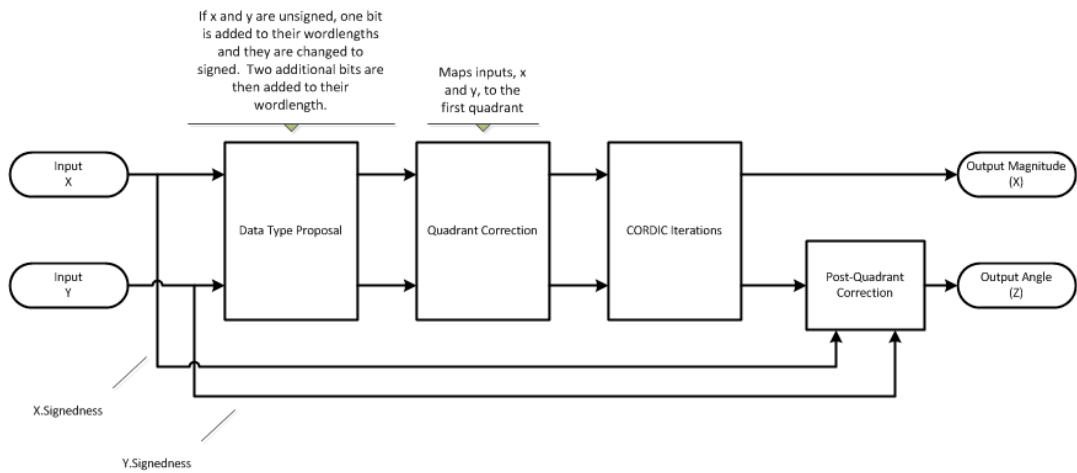 If x and y are unsigned, one bit
is added to their wordlengths
and they are changed to
signed.  Two additional bits are
then added to their
wordlength.
Maps inputs, x
and y, to the
first quadrant
Input
X
Data Type Proposal
Quadrant Correction
CORDIC Iterations
Output Magnitude
(X)
Input
Y
Post-Quadrant
Correction
Output Angle
(Z)
X.Signedness
Y.Signedness